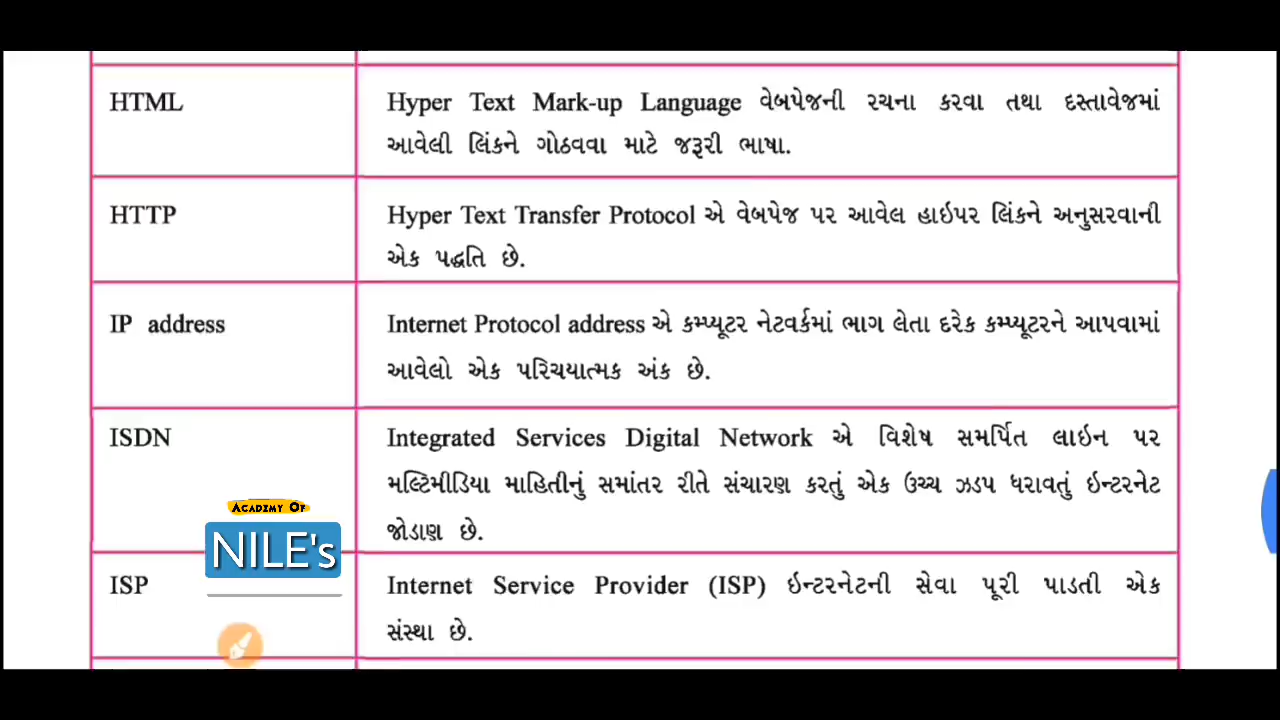 HTML
Hyper Text Mark-up Language વેબપેજની રચના કરવા તથા દસ્તાવેજમાં
આવેલી લિંકને ગોઠવવા માટે જરૂરી ભાષા.
HTTP
Hyper Text Transfer Protocol એ વેબપેજ પર આવેલ હાઇપર લિંકને અનુસરવાની
એક પદ્ધતિ છે.
IP address
Internet Protocol address એ કમ્પ્યૂટર નેટવર્કમાં ભાગ લેતા દરેક કમ્પ્યૂટરને આપવામાં
આવેલો એક પરિચયાત્મક અંક છે.
ISDN
Integrated Services Digital Network એ વિશેષ સમર્પિત લાઇન પર
મલ્ટિમીડિયા માહિતીનું સમાંતર રીતે સંચારણ કરતું એક ઉચ્ચ ઝડપ ધરાવતું ઇન્ટરનેટ
જોડાણ છે.
ACADIMY OF
NILE's
ISP
Internet Service Provider (ISP) ઇન્ટરનેટની સેવા પૂરી પાડતી એક
સંસ્થા છે.